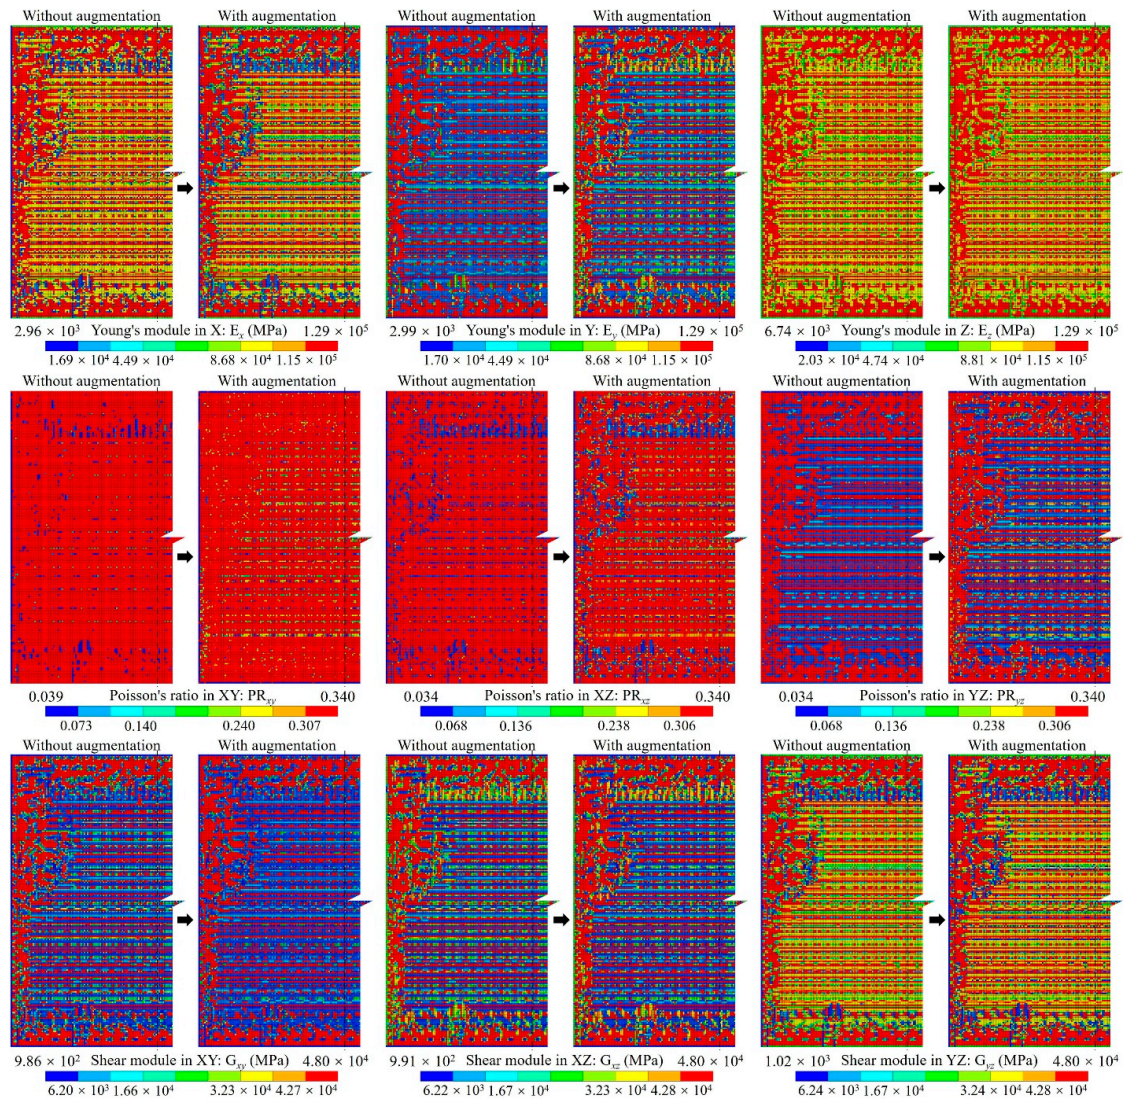 Without augmentation With augmentation Without augmentation With augmentation Without augmentation With augmentation
2.96 × 10³ Young's module in X: Eₓ (MPa) 1.29 × 10⁵ 2.99 × 10³ Young's module in Y: Eᵧ (MPa) 1.29 × 10⁵ 6.74 × 10³ Young's module in Z: E_z (MPa) 1.29 × 10⁵
1.69 × 10⁴ 4.49 × 10⁴ 8.68 × 10⁴ 1.15 × 10⁵ 1.70 × 10⁴ 4.49 × 10⁴ 8.68 × 10⁴ 1.15 × 10⁵ 2.03 × 10⁴ 4.74 × 10⁴ 8.81 × 10⁴ 1.15 × 10⁵
Without augmentation With augmentation Without augmentation With augmentation Without augmentation With augmentation
0.039 Poisson's ratio in XY: PR_xy 0.340 0.034 Poisson's ratio in XZ: PR_xz 0.340 0.034 Poisson's ratio in YZ: PR_yz 0.340
0.073 0.140 0.240 0.307 0.068 0.136 0.238 0.306 0.068 0.136 0.238 0.306
Without augmentation With augmentation Without augmentation With augmentation Without augmentation With augmentation
9.86 × 10² Shear module in XY: G_xy (MPa) 4.80 × 10⁴ 9.91 × 10² Shear module in XZ: G_xz (MPa) 4.80 × 10⁴ 1.02 × 10³ Shear module in YZ: G_yz (MPa) 4.80 × 10⁴
6.20 × 10³ 1.66 × 10⁴ 3.23 × 10⁴ 4.27 × 10⁴ 6.22 × 10³ 1.67 × 10⁴ 3.23 × 10⁴ 4.28 × 10⁴ 6.24 × 10³ 1.67 × 10⁴ 3.24 × 10⁴ 4.28 × 10⁴